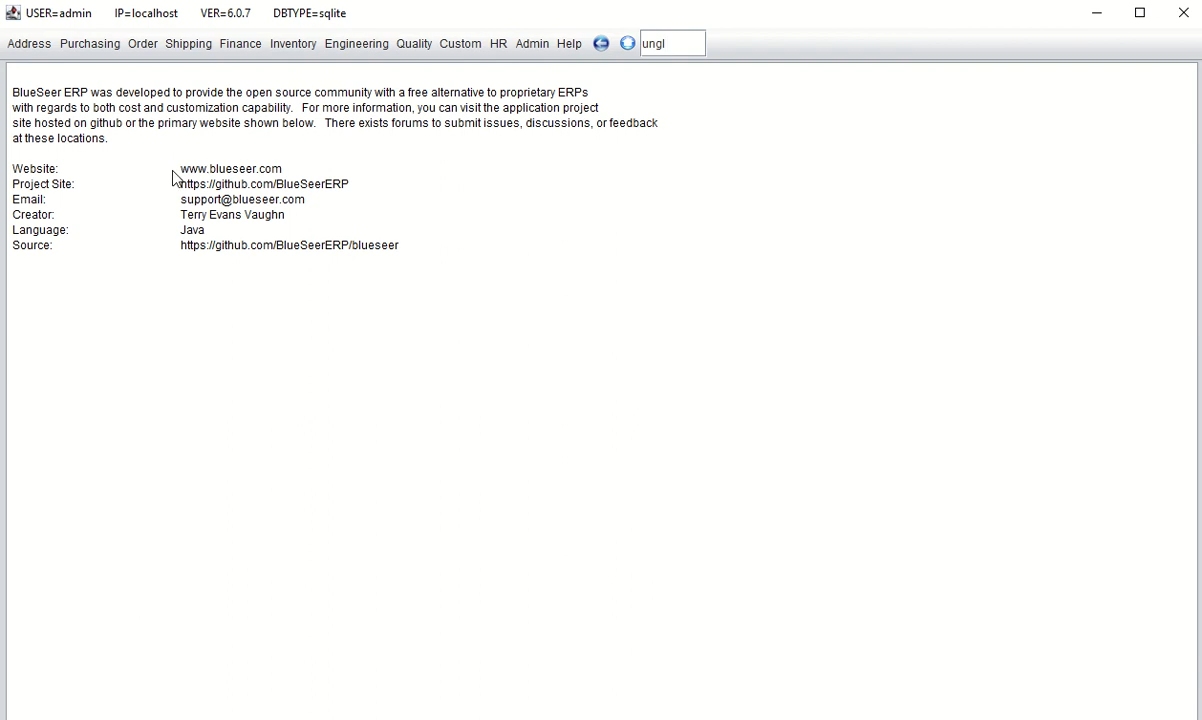 USER=admin IP=localhost VER=6.0.7 DBTYPE=sqlite
Address Purchasing Order Shipping Finance Inventory Engineering Quality Custom HR Admin Help ungl
BlueSeer ERP was developed to provide the open source community with a free alternative to proprietary ERPs
with regards to both cost and customization capability. For more information, you can visit the application project
site hosted on github or the primary website shown below. There exists forums to submit issues, discussions, or feedback
at these locations.
Website: www.blueseer.com
Project Site: https://github.com/BlueSeerERP
Email: support@blueseer.com
Creator: Terry Evans Vaughn
Language: Java
Source: https://github.com/BlueSeerERP/blueseer